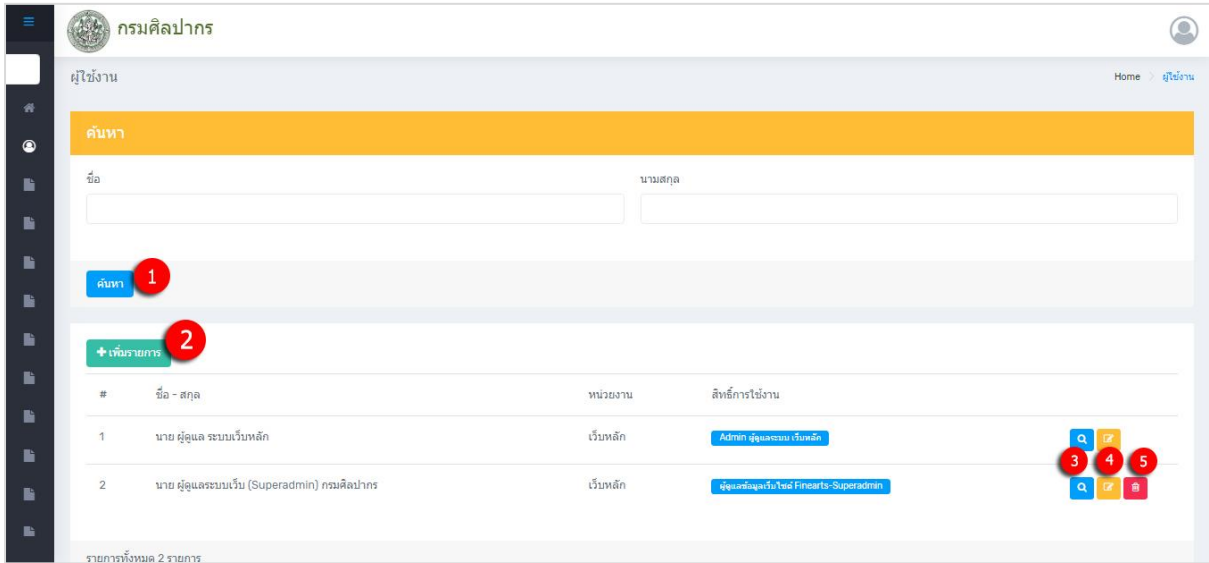 กรมศิลปากร
ผู้ใช้งาน
Home ผู้ใช้งาน
ค้นหา
ชื่อ นามสกุล
ค้นหา 1
เพิ่มรายการ 2
# ชื่อ - สกุล หน่วยงาน สิทธิ์การใช้งาน
1 นาย ผู้ดูแล ระบบเว็บหลัก เว็บหลัก Admin ผู้ดูแลระบบ เว็บหลัก
3 4 5
2 นาย ผู้ดูแลระบบเว็บ (Superadmin) กรมศิลปากร เว็บหลัก ผู้ดูแลข้อมูลเว็บไซต์ Finearts-Superadmin
รายการทั้งหมด 2 รายการ